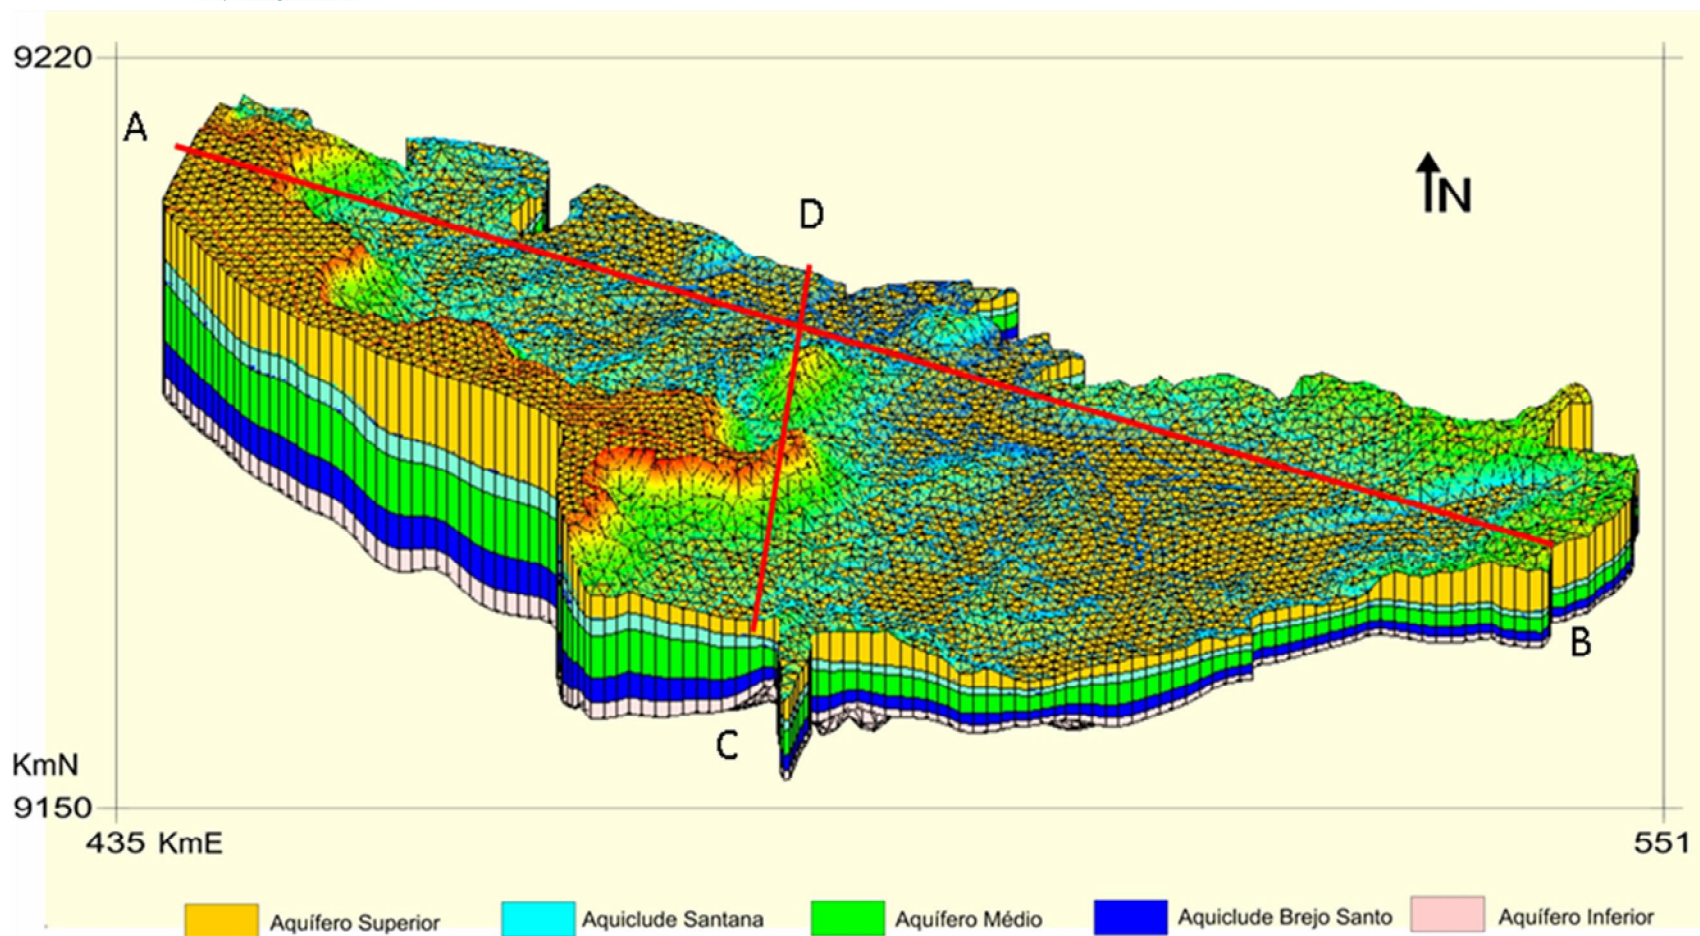 9220
A
D
N
B
C
KmN
9150
435 KmE
551
Aquífero Superior
Aquiclude Santana
Aquífero Médio
Aquiclude Brejo Santo
Aquífero Inferior